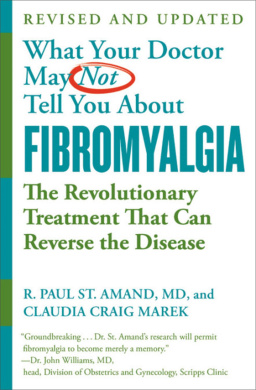 REVISED AND UPDATED
What Your Doctor
May Not
Tell You About
FIBROMYALGIA
The Revolutionary
Treatment That Can
Reverse the Disease
R. PAUL ST. AMAND, MD, and
CLAUDIA CRAIG MAREK
"Groundbreaking . . . Dr. St. Amand's research will permit
fibromyalgia to become merely a memory."
—Dr. John Williams, MD,
head, Division of Obstetrics and Gynecology, Scripps Clinic